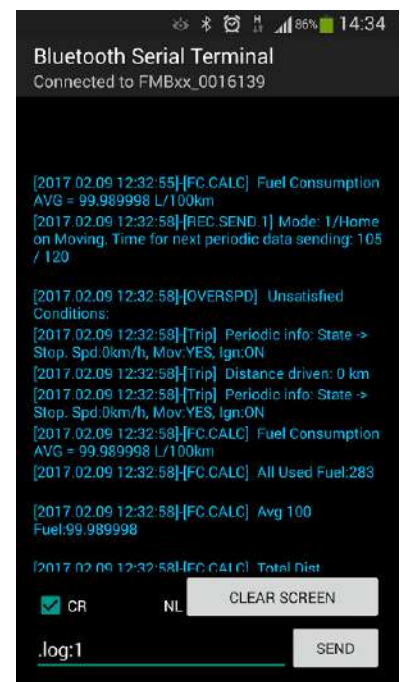 86% 14:34
Bluetooth Serial Terminal
Connected to FMBxx_0016139
[2017.02.09 12:32:55]-[FC.CALC] Fuel Consumption
AVG = 99.989998 L/100km
[2017.02.09 12:32:58]-[REC.SEND.1] Mode: 1/Home
on Moving. Time for next periodic data sending: 105
/ 120
[2017.02.09 12:32:58]-[OVERSPD] Unsatisfied
Conditions:
[2017.02.09 12:32:58]-[Trip] Periodic info: State ->
Stop. Spd:0km/h, Mov:YES, Ign:ON
[2017.02.09 12:32:58]-[Trip] Distance driven: 0 km
[2017.02.09 12:32:58]-[Trip] Periodic info: State ->
Stop. Spd:0km/h, Mov:YES, Ign:ON
[2017.02.09 12:32:58]-[FC.CALC] Fuel Consumption
AVG = 99.989998 L/100km
[2017.02.09 12:32:58]-[FC.CALC] All Used Fuel:283
[2017.02.09 12:32:58]-[FC.CALC] Avg 100
Fuel:99.989998
[2017.02.09 12:32:58]-[FC.CALC] Total Dist
CR NL CLEAR SCREEN
.log:1 SEND